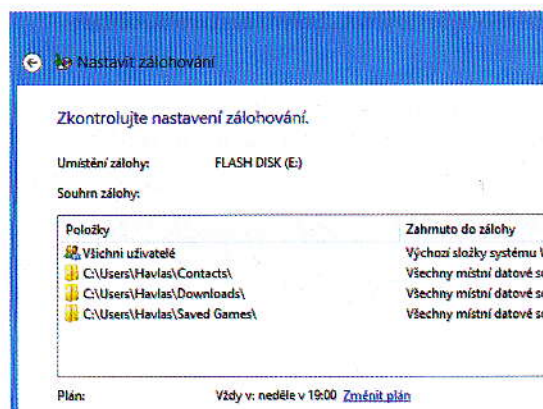 Nastavit zálohování
Zkontrolujte nastavení zálohování.
Umístění zálohy: FLASH DISK (E:)
Souhrn zálohy:
Položky Zahrnuto do zálohy
Všichni uživatelé Výchozí složky systému
C:\Users\Havlas\Contacts\ Všechny místní datové
C:\Users\Havlas\Downloads\ Všechny místní datové
C:\Users\Havlas\Saved Games\ Všechny místní datové
Plán: Vždy v: neděle v 19:00 Změnit plán